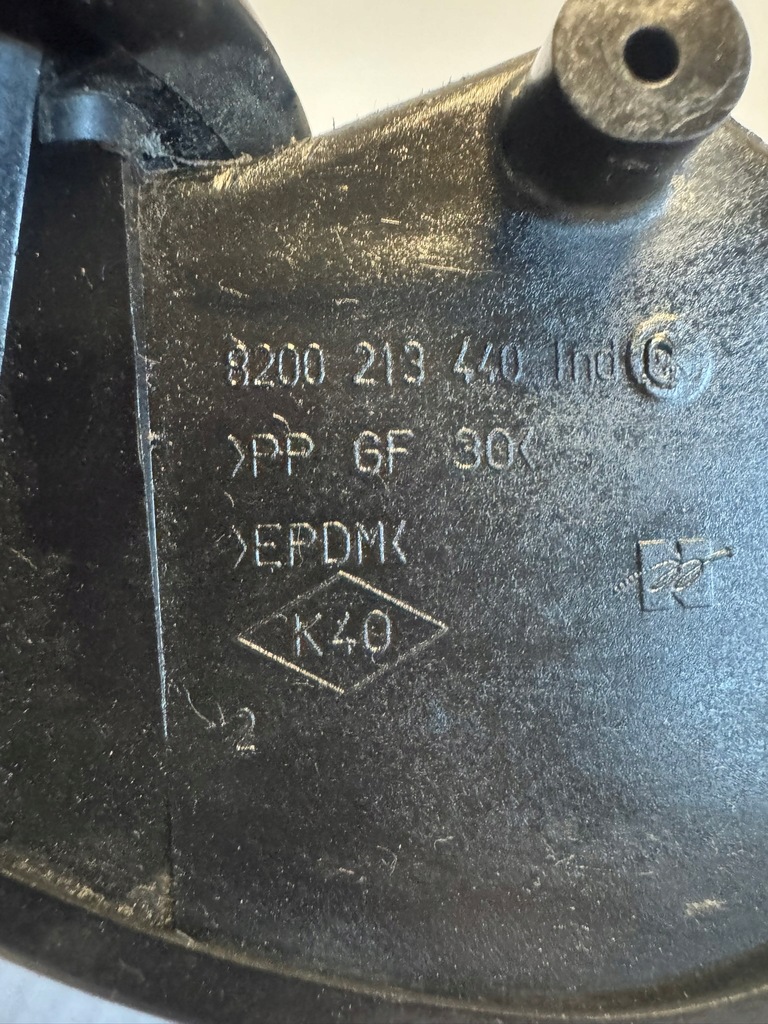 8200 213 440 Ind C
>PP GF 30<
>EPDM<
K40
2